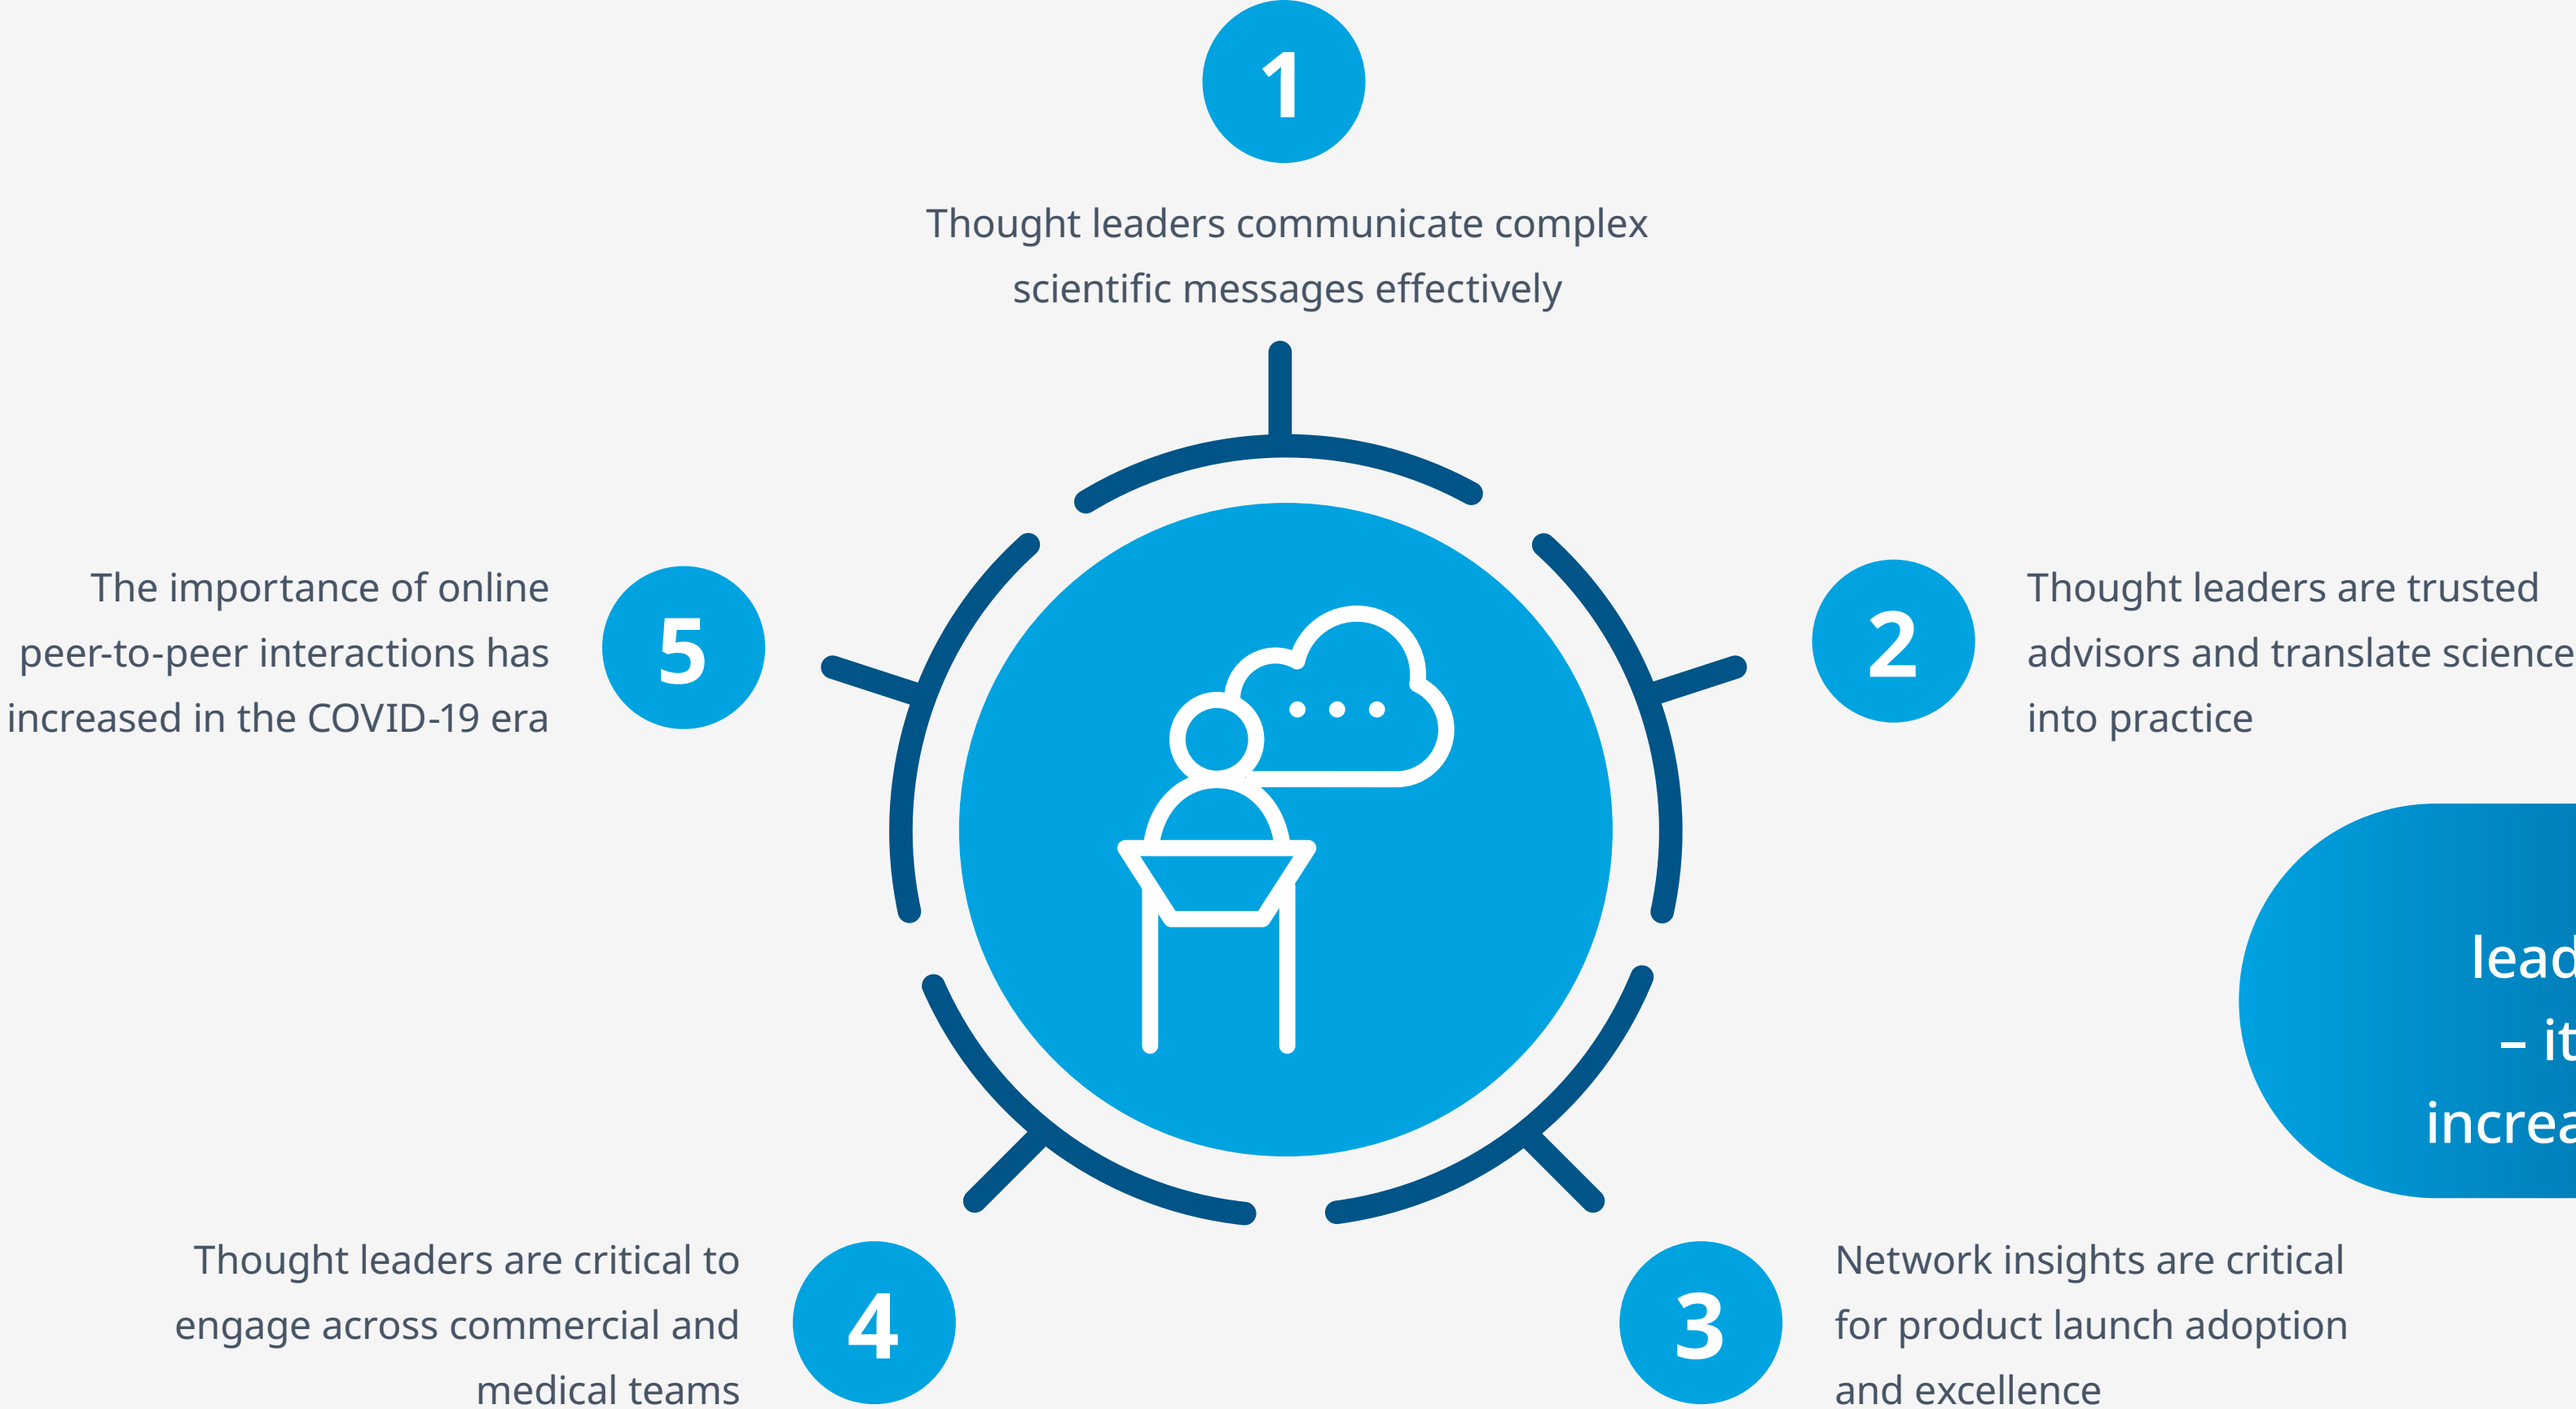 1
Thought leaders communicate complex
scientific messages effectively
2
Thought leaders are trusted
advisors and translate science
into practice
3
Network insights are critical
for product launch adoption
and excellence
4
Thought leaders are critical to
engage across commercial and
medical teams
5
The importance of online
peer-to-peer interactions has
increased in the COVID-19 era